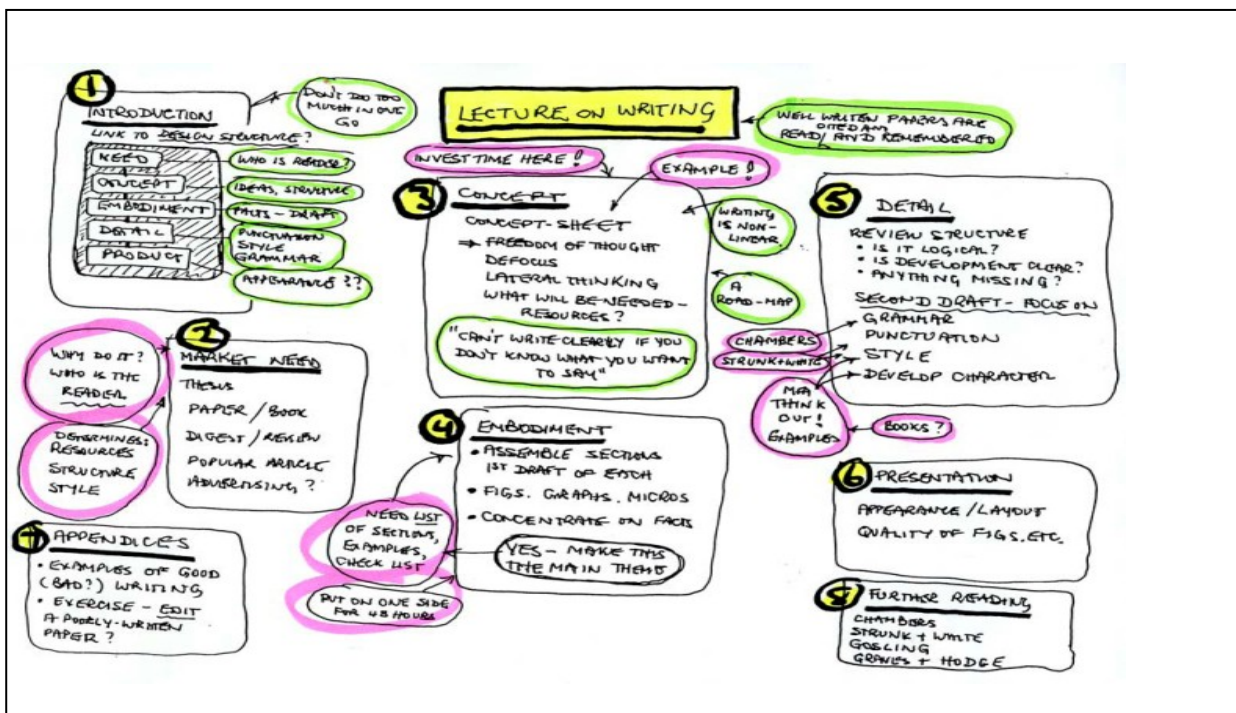 LECTURE ON WRITING
WELL WRITTEN PAPERS ARE
READ, AND REMEMBERED
1
INTRODUCTION
DON'T DO TOO
MUCH IN ONE
GO
LINK TO DESIGN STRUCTURE?
NEED
WHO IS READER?
CONCEPT
IDEAS, STRUCTURE
EMBODIMENT
FACTS - DRAFT
DETAIL
PUNCTUATION
STYLE
GRAMMAR
PRODUCT
APPEARANCE ??
2
MARKET NEED
THESIS
PAPER / BOOK
DIGEST / REVIEW
POPULAR ARTICLE
ADVERTISING?
WHY DO IT?
WHO IS THE
READER
DETERMINES:
RESOURCES
STRUCTURE
STYLE
INVEST TIME HERE!
EXAMPLE!
3
CONCEPT
CONCEPT-SHEET
⇒ FREEDOM OF THOUGHT
DEFOCUS
LATERAL THINKING
WHAT WILL BE NEEDED -
RESOURCES?
"CAN'T WRITE CLEARLY IF YOU
DON'T KNOW WHAT YOU WANT
TO SAY"
WRITING
IS NON-
LINEAR.
A
ROAD-MAP
4
EMBODIMENT
• ASSEMBLE SECTIONS
1ST DRAFT OF EACH
• FIGS. GRAPHS. MICROS
• CONCENTRATE ON FACTS
YES - MAKE THIS
THE MAIN THEME
NEED LIST
OF SECTIONS,
EXAMPLES,
CHECK LIST
PUT ON ONE SIDE
FOR 48 HOURS
5
DETAIL
REVIEW STRUCTURE
• IS IT LOGICAL?
• IS DEVELOPMENT CLEAR?
• ANYTHING MISSING?
SECOND DRAFT - FOCUS ON
GRAMMAR
PUNCTUATION
STYLE
DEVELOP CHARACTER
CHAMBERS
STRUNK + WHITE
MFA
THINK
OUT!
EXAMPLES
BOOKS?
6
PRESENTATION
APPEARANCE / LAYOUT
QUALITY OF FIGS, ETC.
7
APPENDICES
• EXAMPLES OF GOOD
(BAD?) WRITING
• EXERCISE - EDIT
A POORLY-WRITTEN
PAPER?
8
FURTHER READING
CHAMBERS
STRUNK + WHITE
GOSLING
GRAVES + HODGE